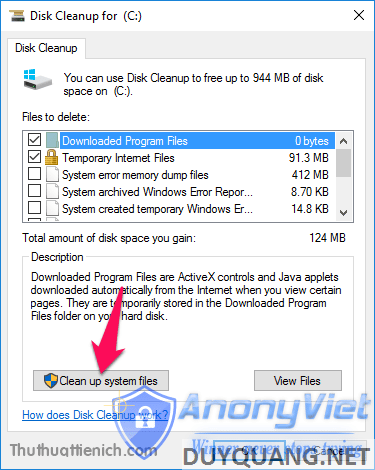 Disk Cleanup for (C:)
Disk Cleanup
You can use Disk Cleanup to free up to 944 MB of disk
space on (C:).
Files to delete:
Downloaded Program Files 0 bytes
Temporary Internet Files 91.3 MB
System error memory dump files 412 MB
System archived Windows Error Repor... 8.70 KB
System created temporary Windows Er... 14.8 KB
Total amount of disk space you gain: 124 MB
Description
Downloaded Program Files are ActiveX controls and Java applets
downloaded automatically from the Internet when you view certain
pages. They are temporarily stored in the Downloaded Program
Files folder on your hard disk.
Clean up system files View Files
How does Disk Cleanup work?
AnonyViet
Thuthuattienich.com
DUYQUANG.NET